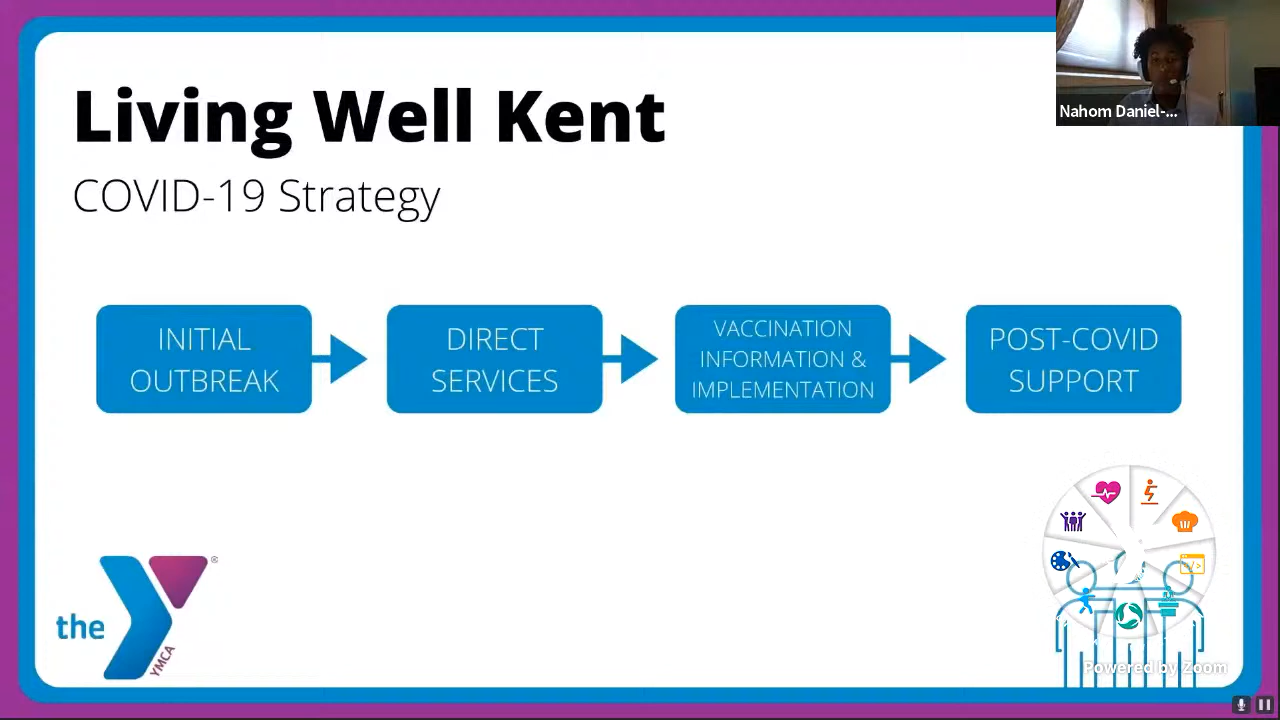 Living Well Kent
COVID-19 Strategy
Nahom Daniel-...
INITIAL
OUTBREAK
DIRECT
SERVICES
VACCINATION
INFORMATION &
IMPLEMENTATION
POST-COVID
SUPPORT
the
YMCA
®
</>
Powered by Zoom